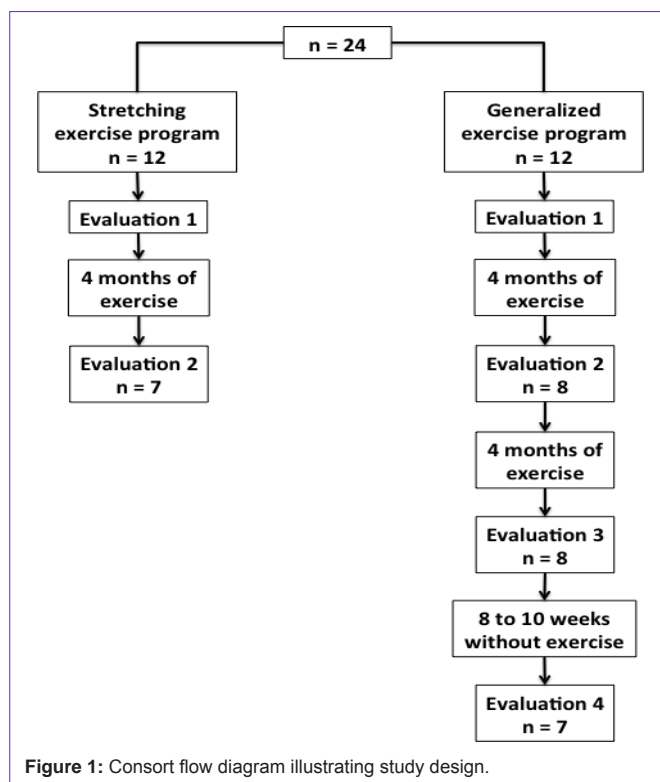 n = 24
Stretching
exercise program
n = 12
Evaluation 1
4 months of
exercise
Evaluation 2
n = 7
Generalized
exercise program
n = 12
Evaluation 1
4 months of
exercise
Evaluation 2
n = 8
4 months of
exercise
Evaluation 3
n = 8
8 to 10 weeks
without exercise
Evaluation 4
n = 7
Figure 1: Consort flow diagram illustrating study design.